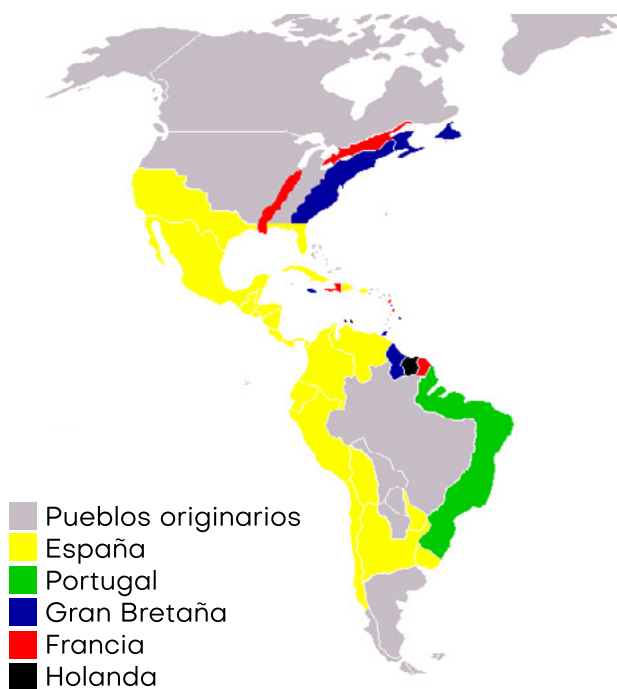 Pueblos originarios
España
Portugal
Gran Bretaña
Francia
Holanda